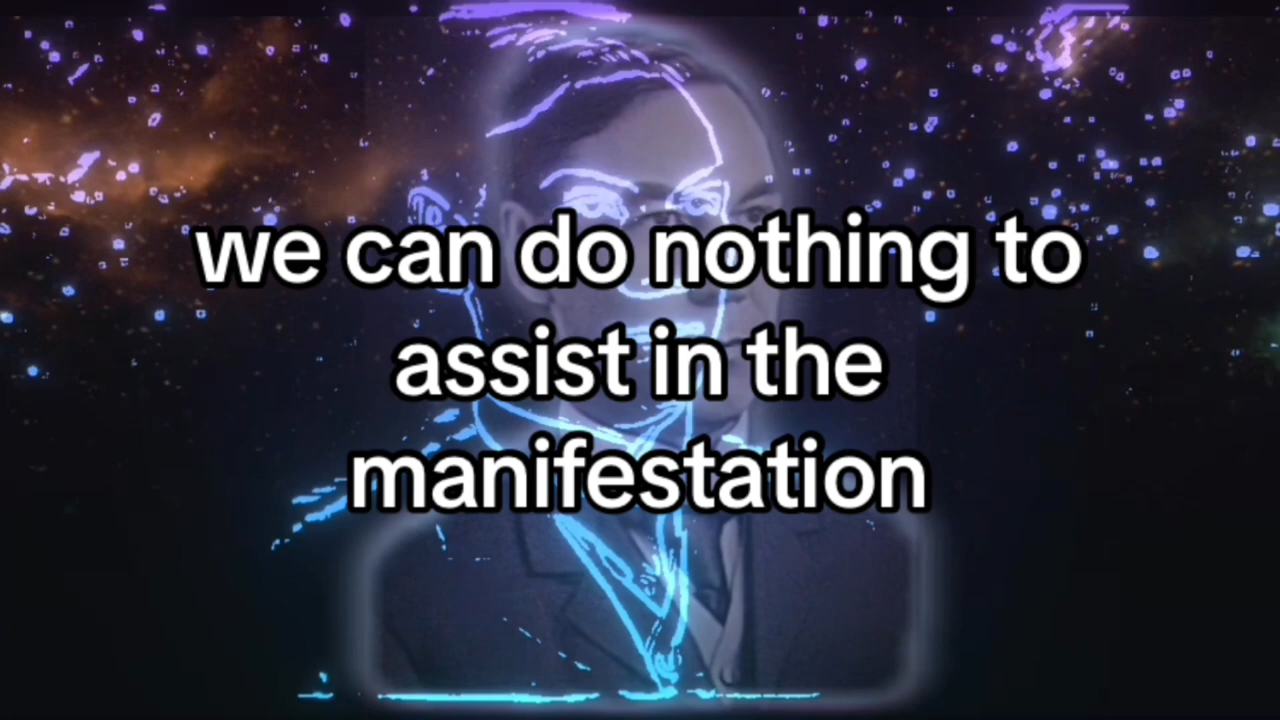 we can do nothing to
assist in the
manifestation